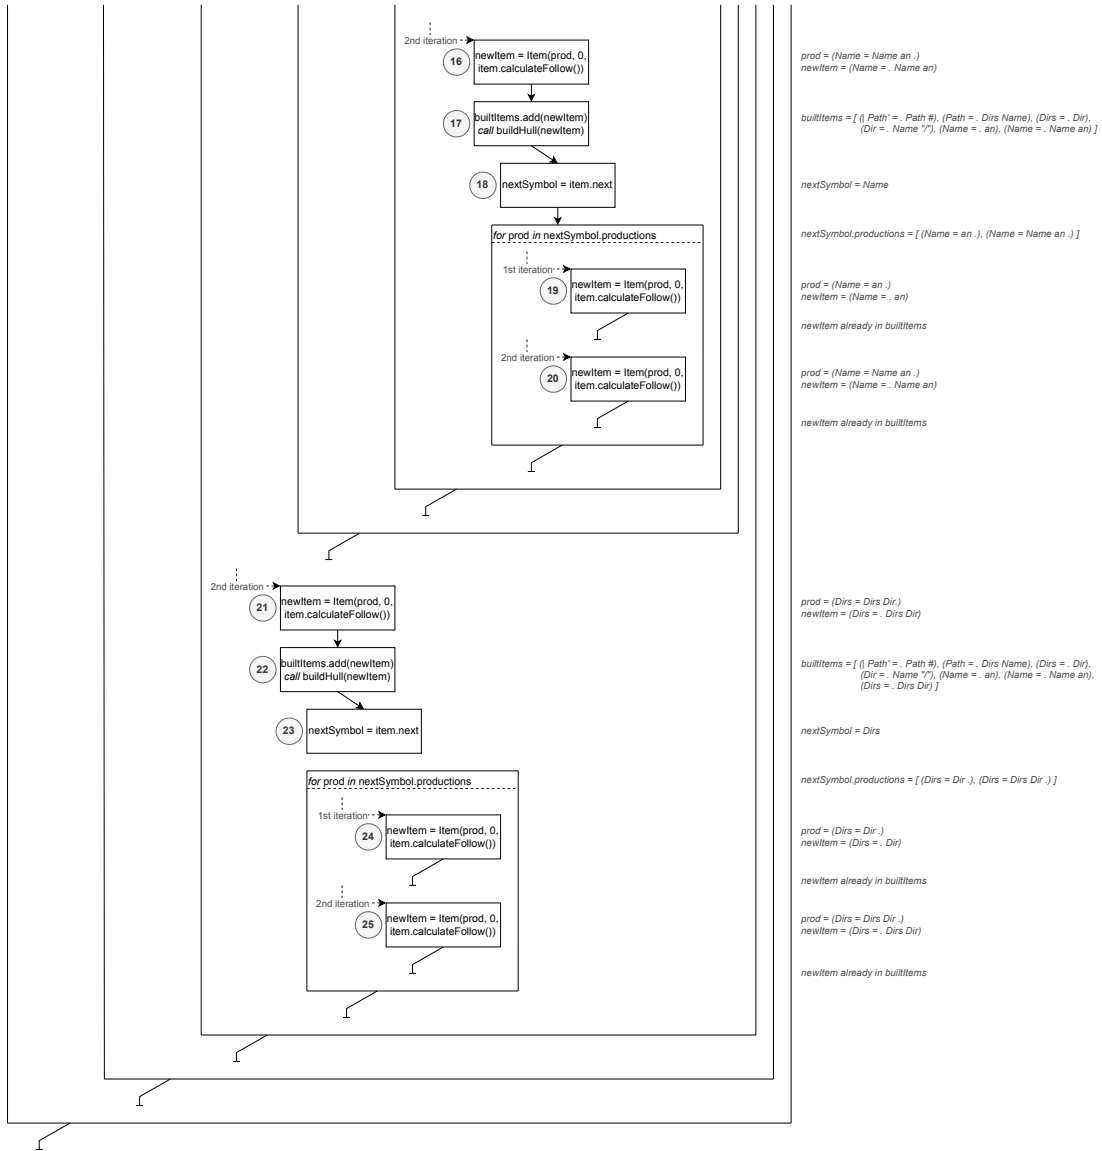 2nd iteration
16
newItem = Item(prod, 0,
item.calculateFollow())
prod = (Name = Name an .)
newItem = (Name = . Name an)
17
builtItems.add(newItem)
call buildHull(newItem)
builtItems = [ (| Path' = . Path #), (Path = . Dirs Name), (Dirs = . Dir),
(Dir = . Name "/"), (Name = . an), (Name = . Name an) ]
18
nextSymbol = item.next
nextSymbol = Name
for prod in nextSymbol.productions
nextSymbol.productions = [ (Name = an .), (Name = Name an .) ]
1st iteration
19
newItem = Item(prod, 0,
item.calculateFollow())
prod = (Name = an .)
newItem = (Name = . an)
newItem already in builtItems
2nd iteration
20
newItem = Item(prod, 0,
item.calculateFollow())
prod = (Name = Name an .)
newItem = (Name = . Name an)
newItem already in builtItems
2nd iteration
21
newItem = Item(prod, 0,
item.calculateFollow())
prod = (Dirs = Dirs Dir.)
newItem = (Dirs = . Dirs Dir)
22
builtItems.add(newItem)
call buildHull(newItem)
builtItems = [ (| Path' = . Path #), (Path = . Dirs Name), (Dirs = . Dir),
(Dir = . Name "/"), (Name = . an), (Name = . Name an),
(Dirs = . Dirs Dir) ]
23
nextSymbol = item.next
nextSymbol = Dirs
for prod in nextSymbol.productions
nextSymbol.productions = [ (Dirs = Dir .), (Dirs = Dirs Dir .) ]
1st iteration
24
newItem = Item(prod, 0,
item.calculateFollow())
prod = (Dirs = Dir .)
newItem = (Dirs = . Dir)
newItem already in builtItems
2nd iteration
25
newItem = Item(prod, 0,
item.calculateFollow())
prod = (Dirs = Dirs Dir .)
newItem = (Dirs = . Dirs Dir)
newItem already in builtItems